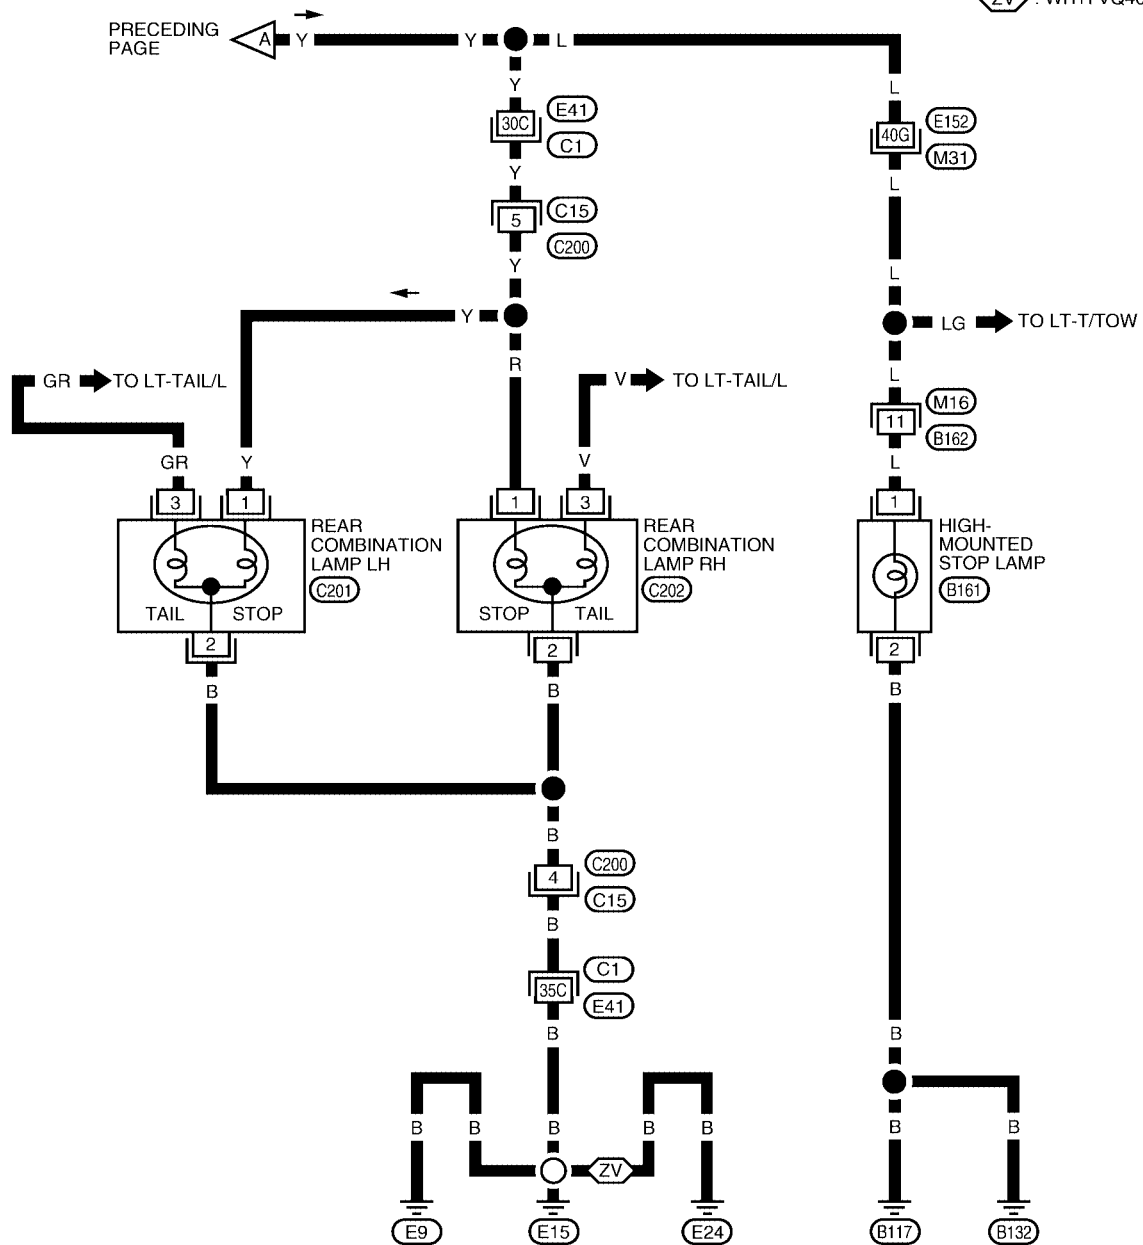 ZV : WITH VQ40
PRECEDING
PAGE
A Y Y L
Y L
30C E41
C1
40G E152
M31
Y L
5 C15
C200
Y L
Y
LG TO LT-T/TOW
R L
GR TO LT-TAIL/L
V TO LT-TAIL/L
11 M16
B162
GR Y V L
3 1 1 3 1
REAR
COMBINATION
LAMP LH
C201
REAR
COMBINATION
LAMP RH
C202
HIGH-
MOUNTED
STOP LAMP
B161
TAIL STOP STOP TAIL
2 2 2
B B B
B
4 C200
C15
B
35C C1
E41
B B
B B B B B B B
ZV
E9 E15 E24 B117 B132